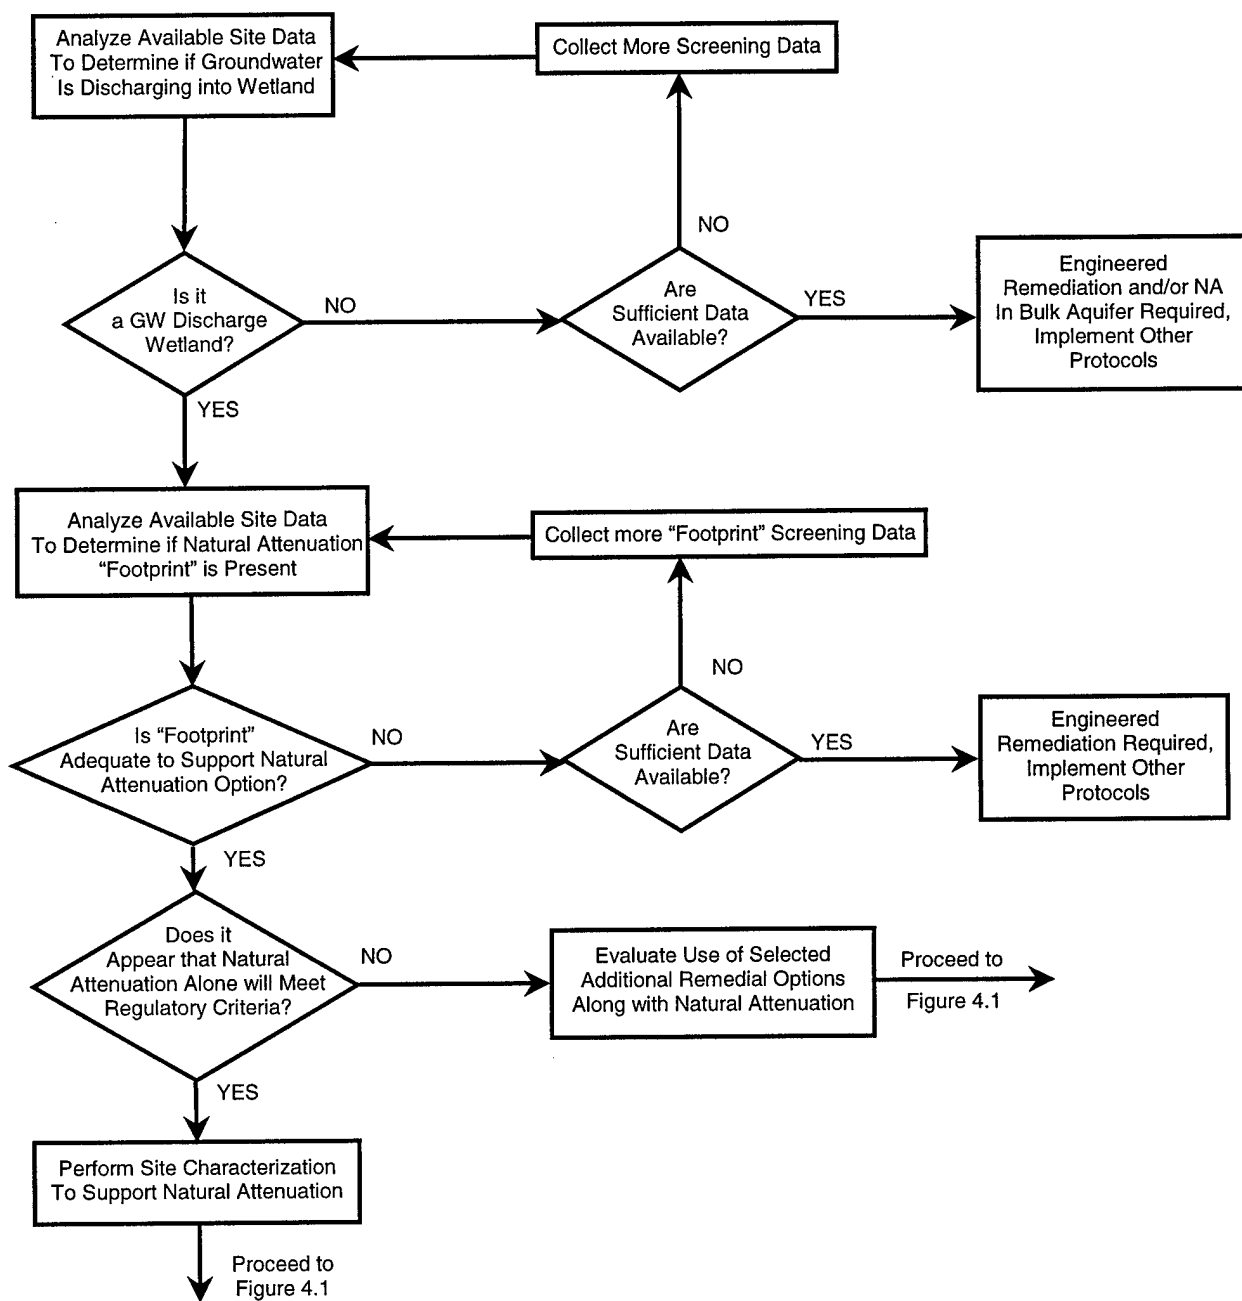 Analyze Available Site Data
To Determine if Groundwater
Is Discharging into Wetland
Collect More Screening Data
NO
Is it
a GW Discharge
Wetland?
NO
Are
Sufficient Data
Available?
YES
Engineered
Remediation and/or NA
In Bulk Aquifer Required,
Implement Other
Protocols
YES
Analyze Available Site Data
To Determine if Natural Attenuation
“Footprint” is Present
Collect more “Footprint” Screening Data
NO
Is “Footprint”
Adequate to Support Natural
Attenuation Option?
NO
Are
Sufficient Data
Available?
YES
Engineered
Remediation Required,
Implement Other
Protocols
YES
Does it
Appear that Natural
Attenuation Alone will Meet
Regulatory Criteria?
NO
Evaluate Use of Selected
Additional Remedial Options
Along with Natural Attenuation
Proceed to
Figure 4.1
YES
Perform Site Characterization
To Support Natural Attenuation
Proceed to
Figure 4.1